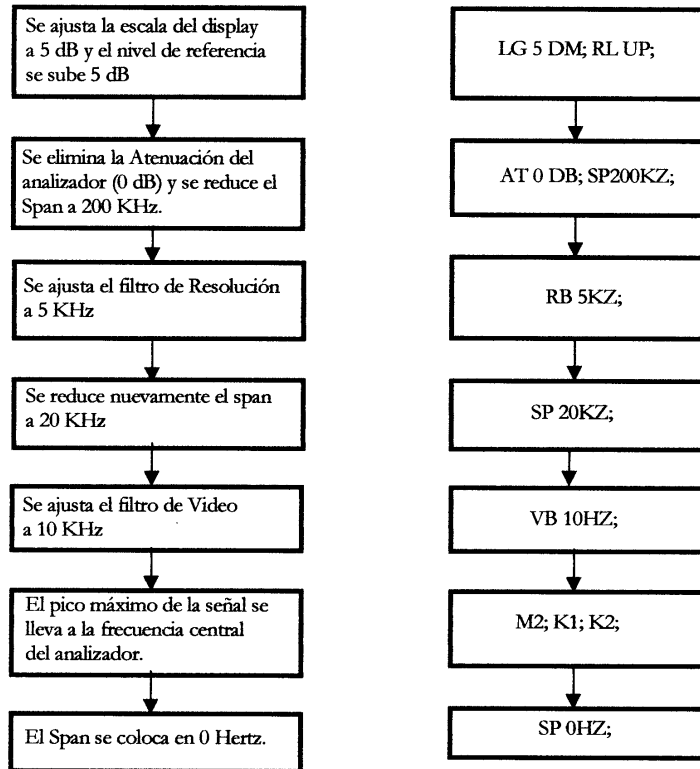 Se ajusta la escala del display
a 5 dB y el nivel de referencia
se sube 5 dB
LG 5 DM; RL UP;
Se elimina la Atenuación del
analizador (0 dB) y se reduce el
Span a 200 KHz.
AT 0 DB; SP200KZ;
Se ajusta el filtro de Resolución
a 5 KHz
RB 5KZ;
Se reduce nuevamente el span
a 20 KHz
SP 20KZ;
Se ajusta el filtro de Video
a 10 KHz
VB 10HZ;
El pico máximo de la señal se
lleva a la frecuencia central
del analizador.
M2; K1; K2;
El Span se coloca en 0 Hertz.
SP 0HZ;